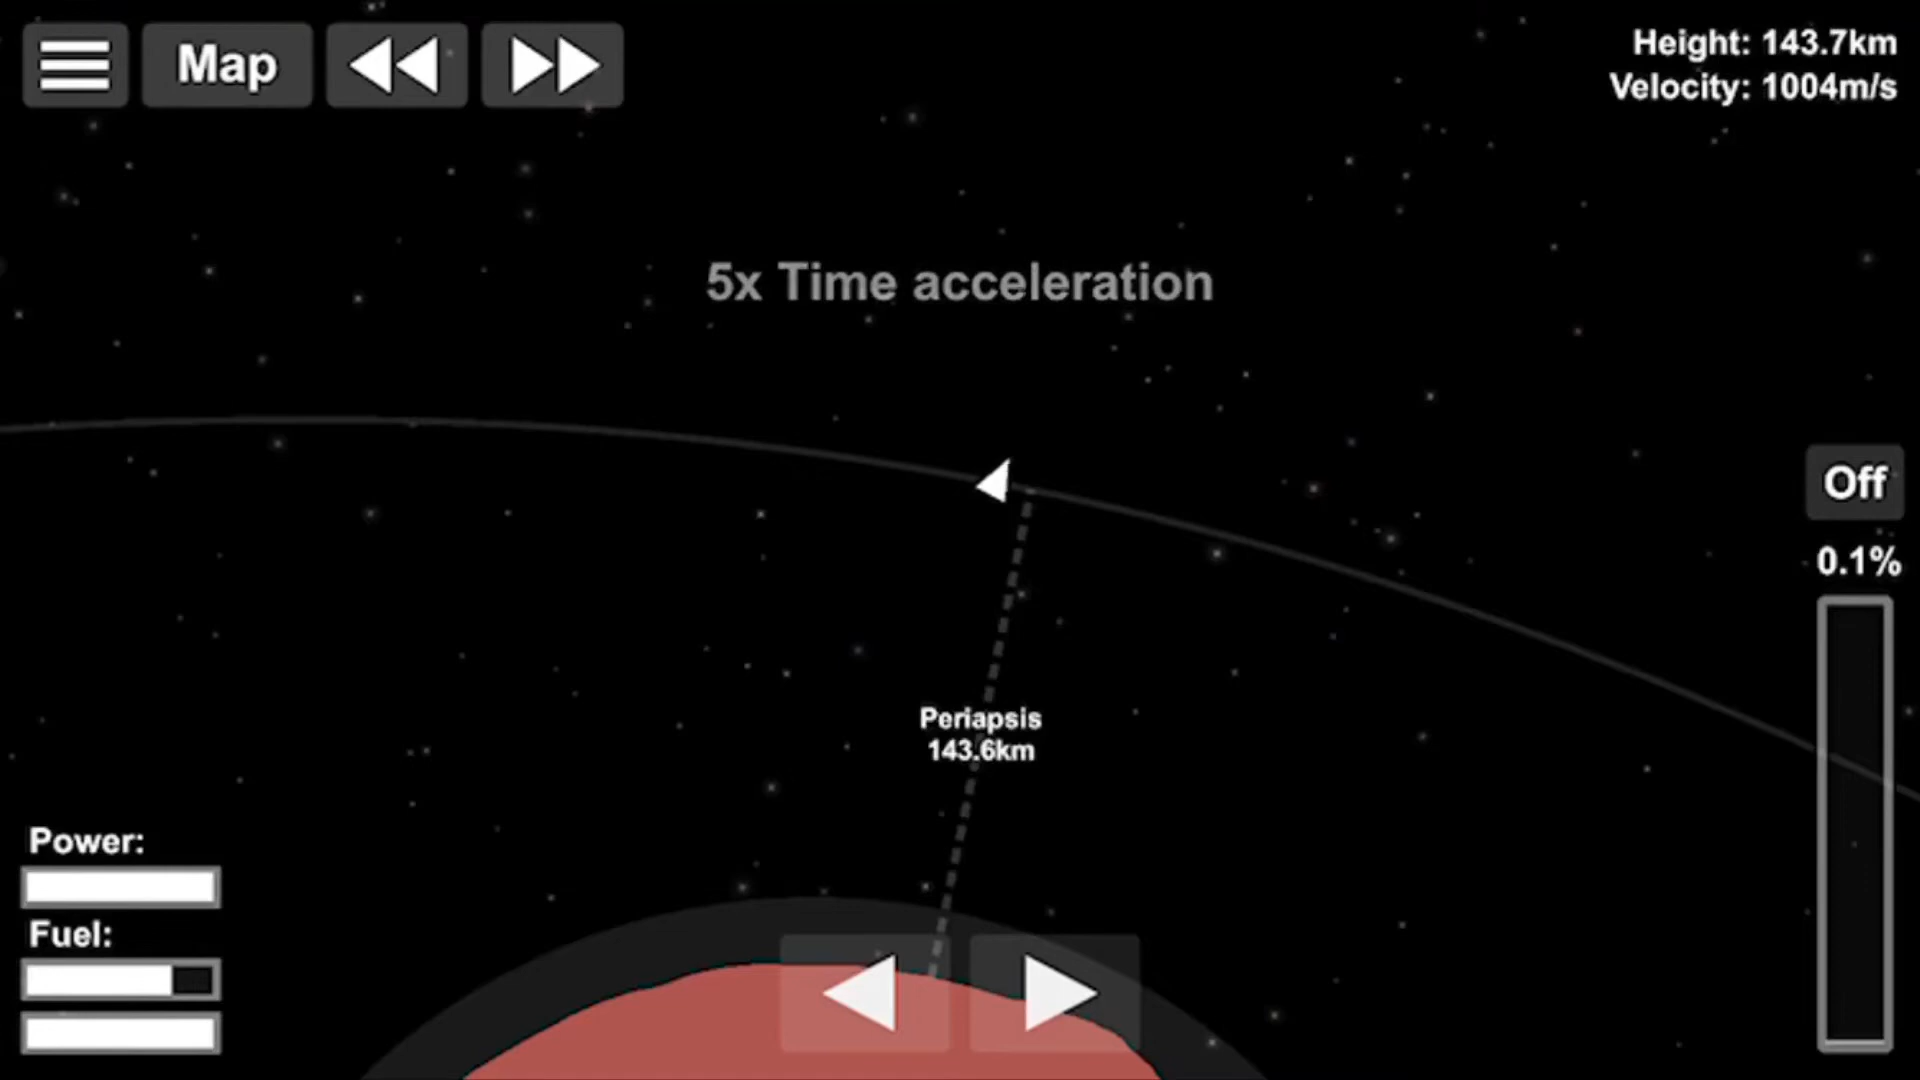 Map
Height: 143.7km
Velocity: 1004m/s
5x Time acceleration
Off
0.1%
Periapsis
143.6km
Power:
Fuel: